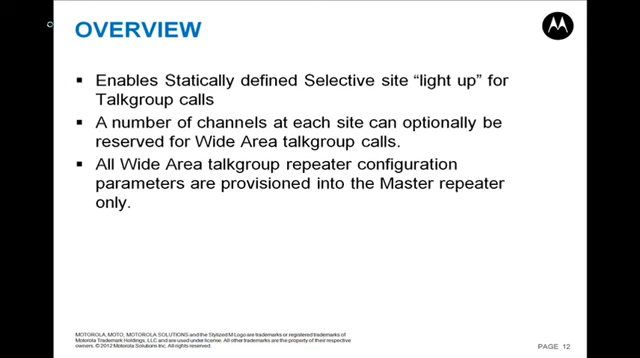 OVERVIEW
▪ Enables Statically defined Selective site “light up” for
Talkgroup calls
▪ A number of channels at each site can optionally be
reserved for Wide Area talkgroup calls.
▪ All Wide Area talkgroup repeater configuration
parameters are provisioned into the Master repeater
only.
MOTOROLA, MOTO, MOTOROLA SOLUTIONS and the Stylized M Logo are trademarks or registered trademarks of
Motorola Trademark Holdings, LLC and are used under license. All other trademarks are the property of their respective
owners. © 2012 Motorola Solutions Inc. All rights reserved.
PAGE 12